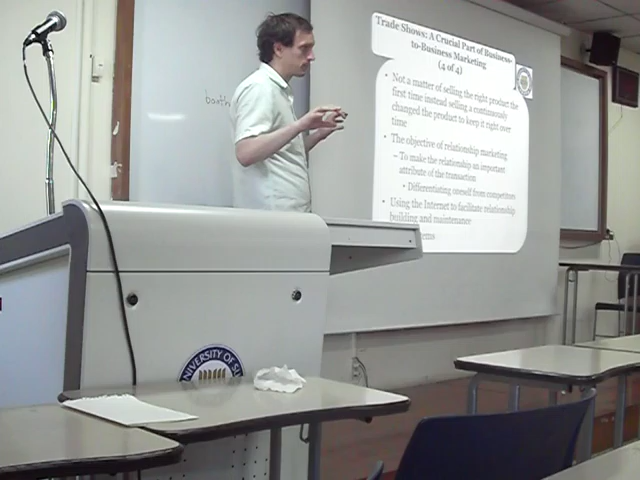 Trade Shows: A Crucial Part of Business-
to-Business Marketing
(4 of 4)
• Not a matter of selling the right product the
first time instead selling a continuously
changed the product to keep it right over
time
• The objective of relationship marketing
– To make the relationship an important
attribute of the transaction
• Differentiating oneself from competitors
• Using the Internet to facilitate relationship
building and maintenance
UNIVERSITY OF